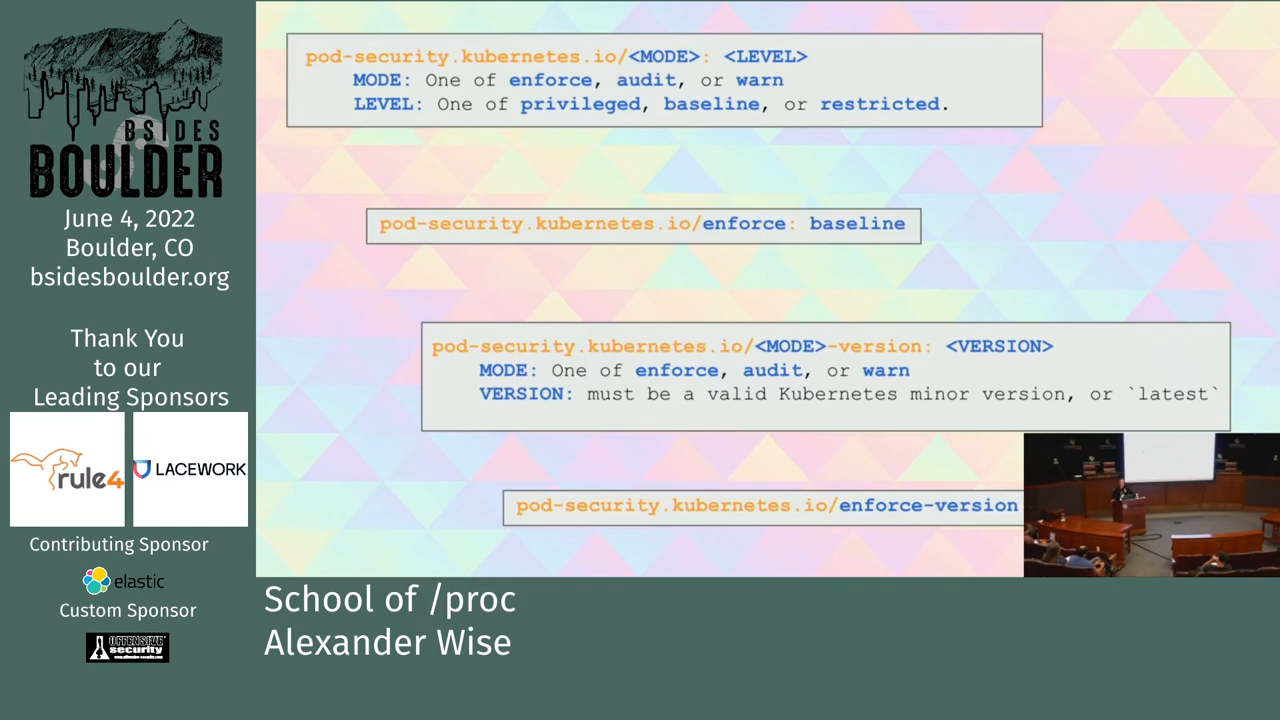 BSIDES
BOULDER
June 4, 2022
Boulder, CO
bsidesboulder.org
Thank You
to our
Leading Sponsors
rule4
LACEWORK
Contributing Sponsor
elastic
Custom Sponsor
OFFENSIVE
security
pod-security.kubernetes.io/<MODE>: <LEVEL>
MODE: One of enforce, audit, or warn
LEVEL: One of privileged, baseline, or restricted.
pod-security.kubernetes.io/enforce: baseline
pod-security.kubernetes.io/<MODE>-version: <VERSION>
MODE: One of enforce, audit, or warn
VERSION: must be a valid Kubernetes minor version, or `latest`
pod-security.kubernetes.io/enforce-version
School of /proc
Alexander Wise